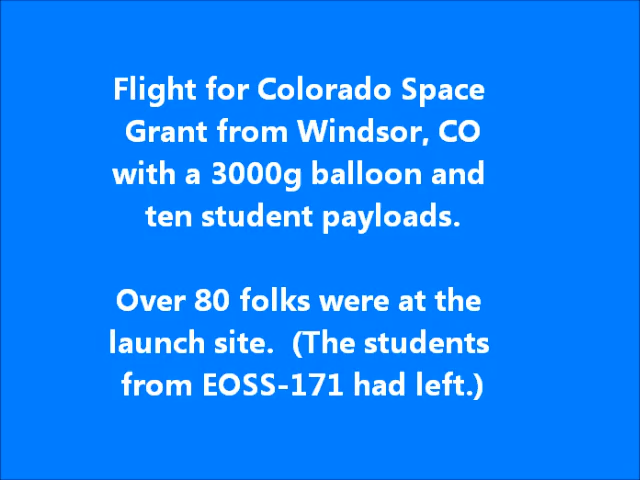 Flight for Colorado Space
Grant from Windsor, CO
with a 3000g balloon and
ten student payloads.
Over 80 folks were at the
launch site.  (The students
from EOSS-171 had left.)